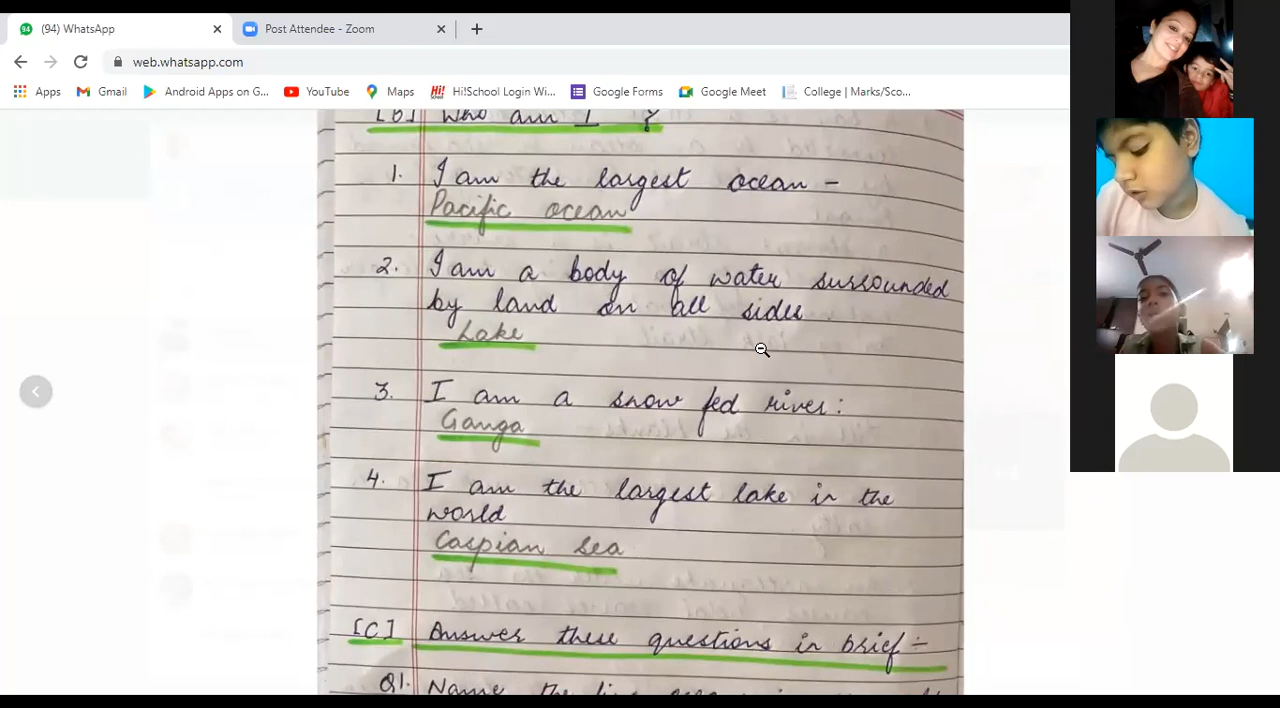 (94) WhatsApp
Post Attendee - Zoom
web.whatsapp.com
Apps
Gmail
Android Apps on G...
YouTube
Maps
Hi!School Login Wi...
Google Forms
Google Meet
College | Marks/Sco...
[b] Who am I ?
1. I am the largest ocean -
Pacific ocean
2. I am a body of water surrounded
by land on all sides
Lake
3. I am a snow fed river:
Ganga
4. I am the largest lake in the
world
Caspian sea
[C] Answer these questions in brief :-
Q1. Name the